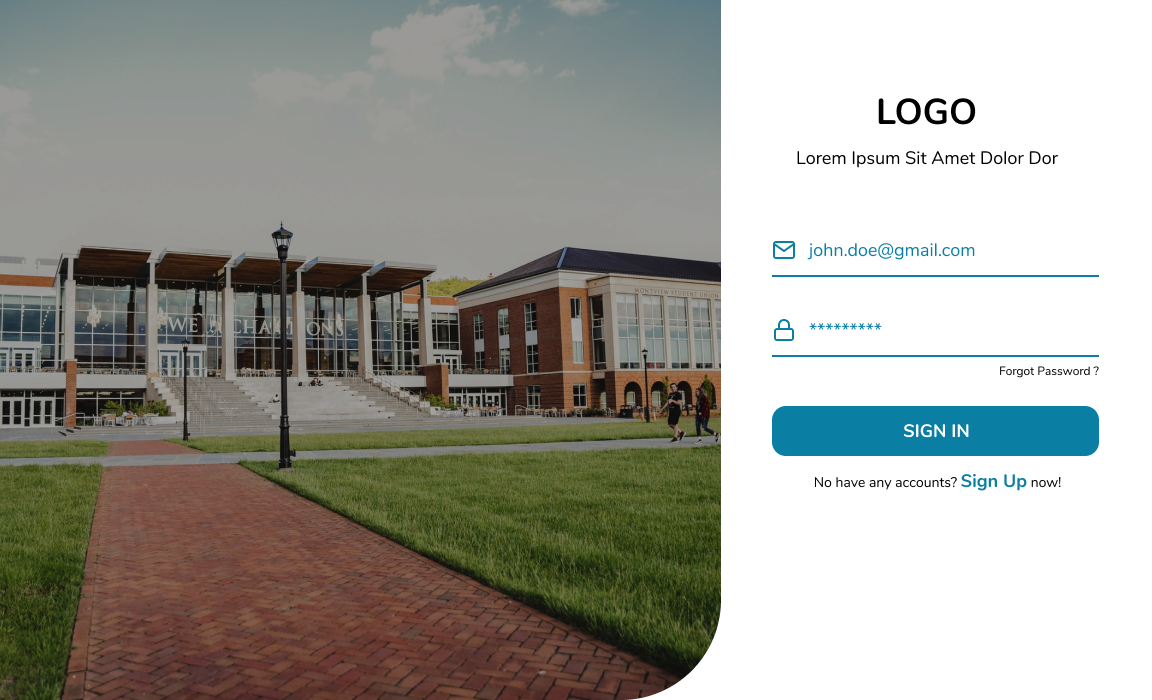 LOGO
Lorem Ipsum Sit Amet Dolor Dor
john.doe@gmail.com
*********
Forgot Password ?
SIGN IN
No have any accounts? Sign Up now!
WE CHAMPIONS
MONTVIEW STUDENT UNION